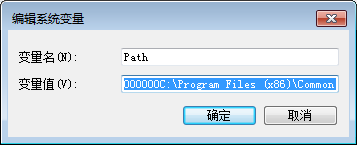 编辑系统变量
变量名(N): Path
变量值(V): 000000C:\Program Files (x86)\Common
确定 取消